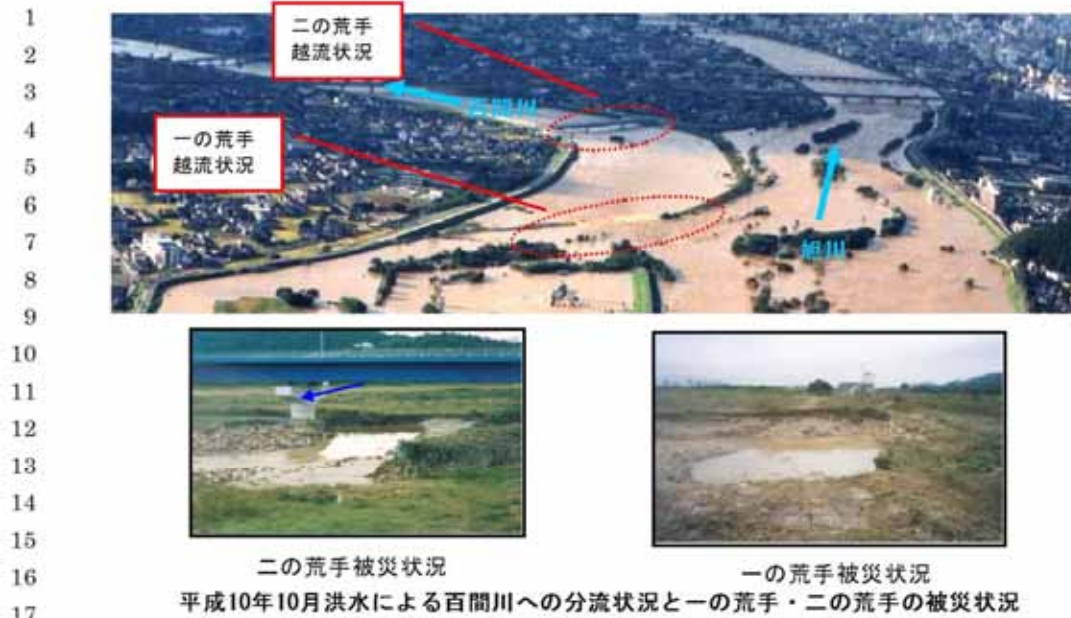 1
2
3
4
5
6
7
8
9
10
11
12
13
14
15
16
17
二の荒手
越流状況
一の荒手
越流状況
百間川
旭川
二の荒手被災状況
一の荒手被災状況
平成10年10月洪水による百間川への分流状況と一の荒手・二の荒手の被災状況